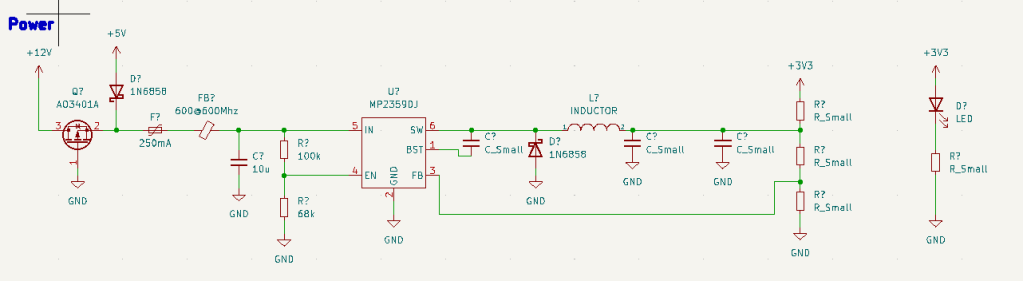 Power
+12V
+5V
+3V3
+3V3
Q?
AO3401A
3
2
1
D?
1N6858
F?
250mA
FB?
600@600Mhz
C?
10u
R?
100k
R?
68k
U?
MP2359DJ
5
IN
SW
6
BST
1
4
EN
FB
3
GND
2
C?
C_Small
D?
1N6858
L?
INDUCTOR
1
2
C?
C_Small
C?
C_Small
R?
R_Small
R?
R_Small
R?
R_Small
D?
LED
R?
R_Small
GND
GND
GND
GND
GND
GND
GND
GND
GND